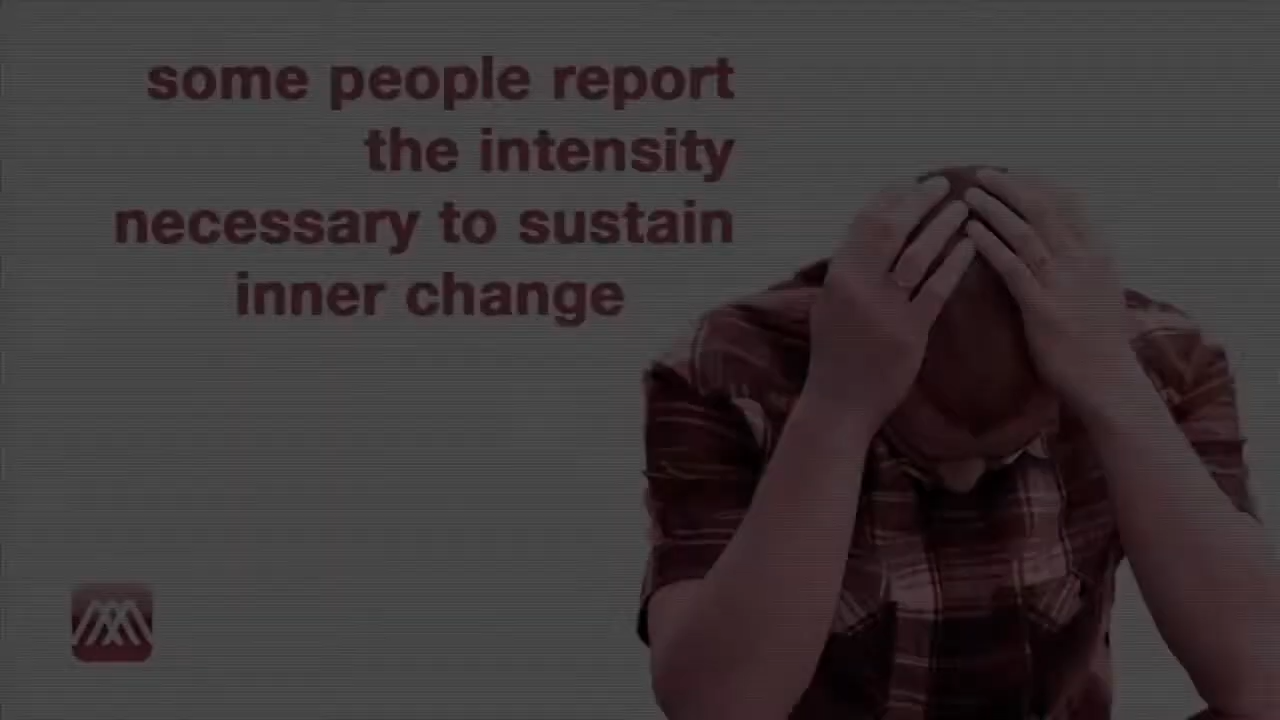 some people report
the intensity
necessary to sustain
inner change